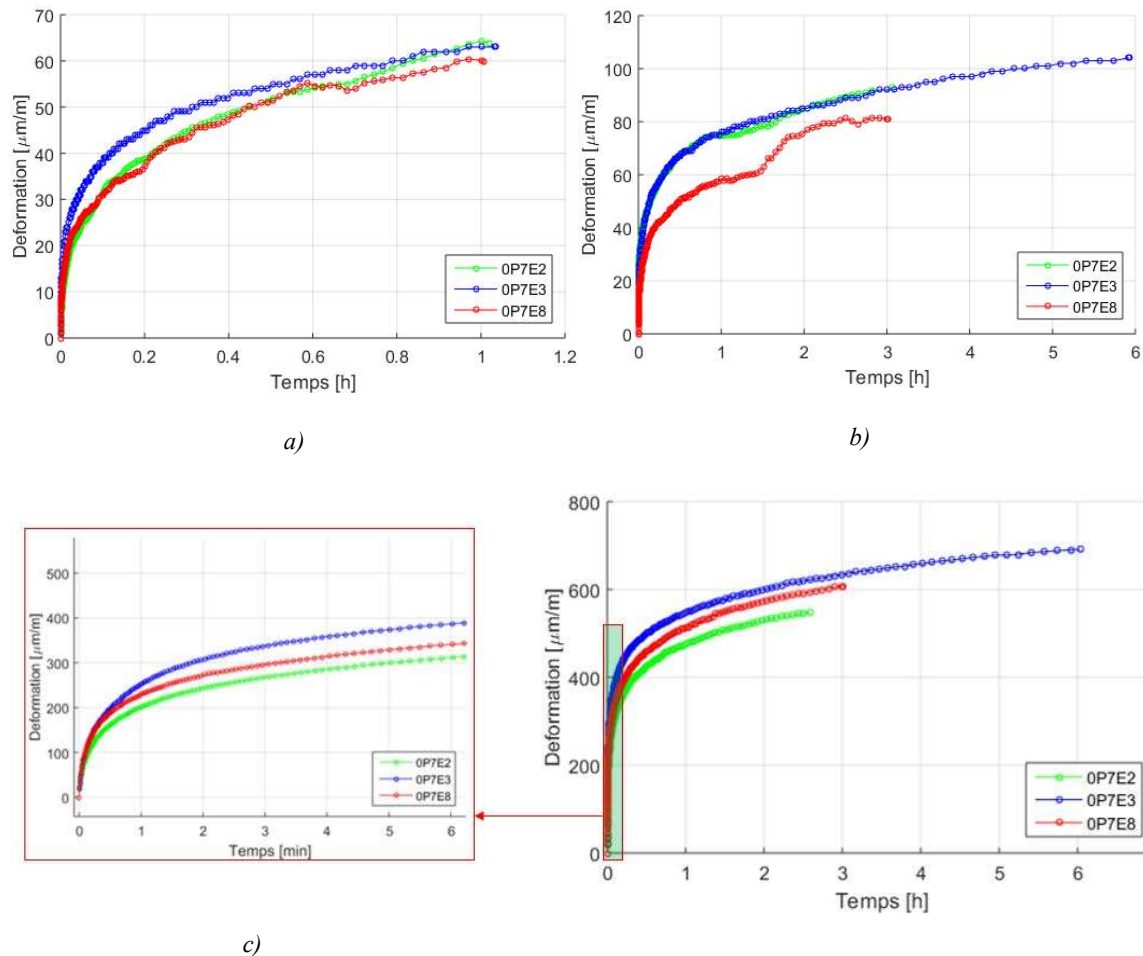 70
60
50
40
30
20
10
0
Deformation [μm/m]
0 0.2 0.4 0.6 0.8 1 1.2
Temps [h]
0P7E2
0P7E3
0P7E8
a)
120
100
80
60
40
20
0
Deformation [μm/m]
0 1 2 3 4 5 6
Temps [h]
0P7E2
0P7E3
0P7E8
b)
500
400
300
200
100
0
Deformation [μm/m]
0 1 2 3 4 5 6
Temps [min]
0P7E2
0P7E3
0P7E8
800
600
400
200
0
Deformation [μm/m]
0 1 2 3 4 5 6
Temps [h]
0P7E2
0P7E3
0P7E8
c)